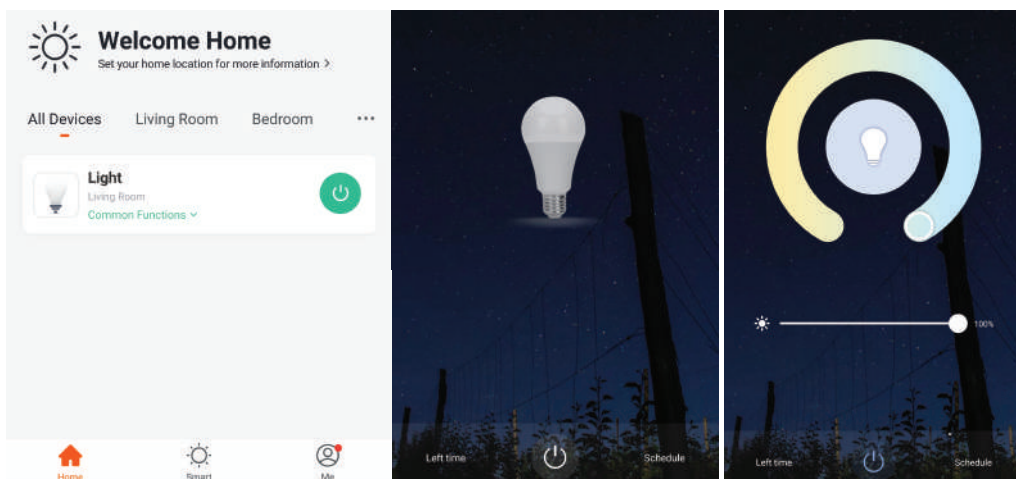 Welcome Home
Set your home location for more information >
All Devices Living Room Bedroom ...
Light
Living Room
Common Functions
Home Smart Me
Left time Schedule
100%
Left time Schedule